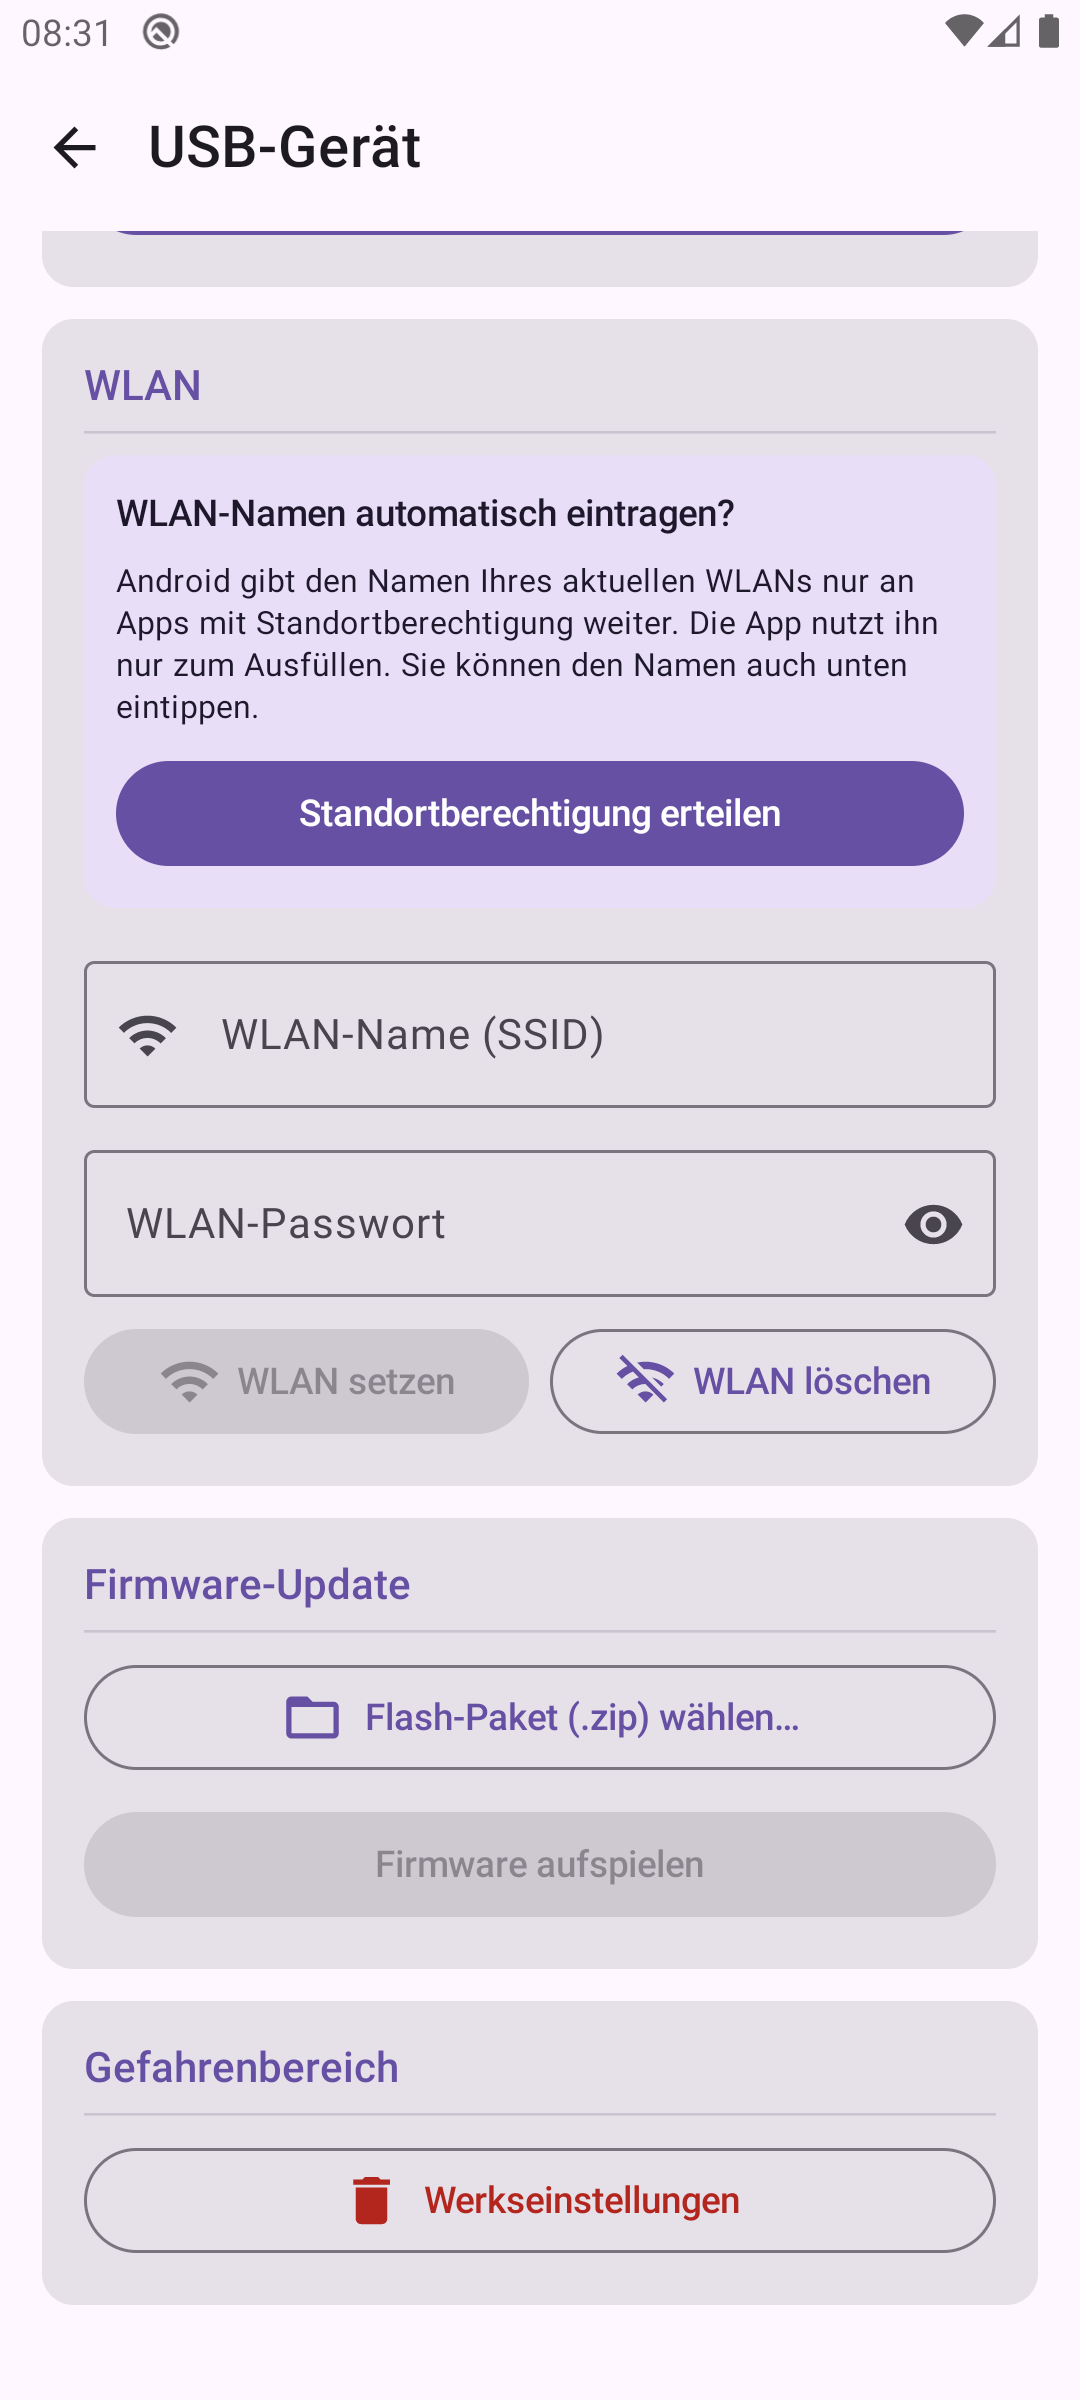 08:31
USB-Gerät
WLAN
WLAN-Namen automatisch eintragen?
Android gibt den Namen Ihres aktuellen WLANs nur an
Apps mit Standortberechtigung weiter. Die App nutzt ihn
nur zum Ausfüllen. Sie können den Namen auch unten
eintippen.
Standortberechtigung erteilen
WLAN-Name (SSID)
WLAN-Passwort
WLAN setzen
WLAN löschen
Firmware-Update
Flash-Paket (.zip) wählen…
Firmware aufspielen
Gefahrenbereich
Werkseinstellungen